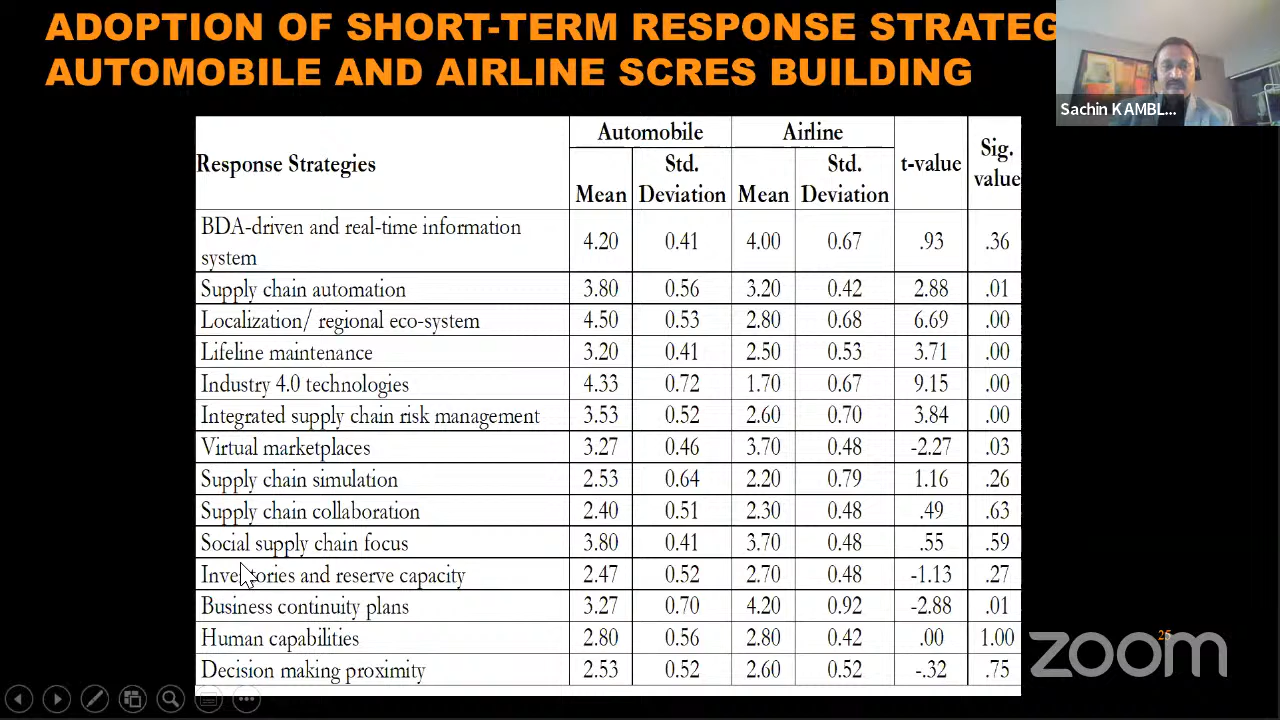 ADOPTION OF SHORT-TERM RESPONSE STRATEG
AUTOMOBILE AND AIRLINE SCRES BUILDING
Sachin KAMBL...
Response Strategies Automobile Airline t-value Sig. value
Mean Std. Deviation Mean Std. Deviation
BDA-driven and real-time information
system 4.20 0.41 4.00 0.67 .93 .36
Supply chain automation 3.80 0.56 3.20 0.42 2.88 .01
Localization/ regional eco-system 4.50 0.53 2.80 0.68 6.69 .00
Lifeline maintenance 3.20 0.41 2.50 0.53 3.71 .00
Industry 4.0 technologies 4.33 0.72 1.70 0.67 9.15 .00
Integrated supply chain risk management 3.53 0.52 2.60 0.70 3.84 .00
Virtual marketplaces 3.27 0.46 3.70 0.48 -2.27 .03
Supply chain simulation 2.53 0.64 2.20 0.79 1.16 .26
Supply chain collaboration 2.40 0.51 2.30 0.48 .49 .63
Social supply chain focus 3.80 0.41 3.70 0.48 .55 .59
Inventories and reserve capacity 2.47 0.52 2.70 0.48 -1.13 .27
Business continuity plans 3.27 0.70 4.20 0.92 -2.88 .01
Human capabilities 2.80 0.56 2.80 0.42 .00 1.00
Decision making proximity 2.53 0.52 2.60 0.52 -.32 .75
25
zoom